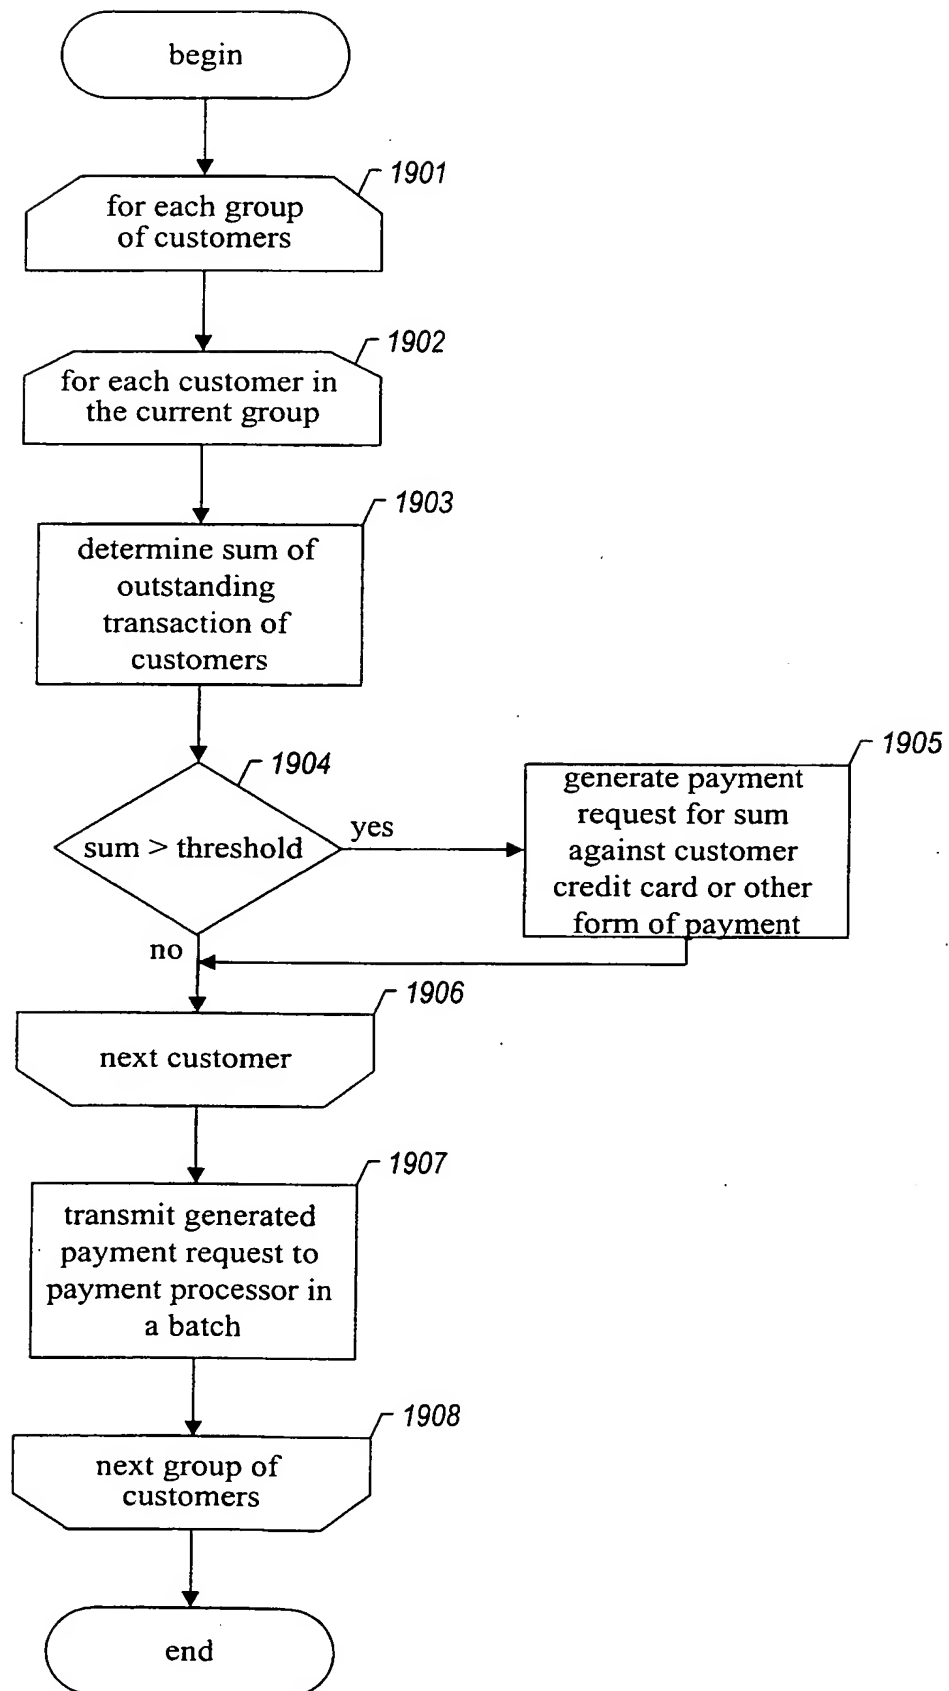 begin
1901
for each group
of customers
1902
for each customer in
the current group
1903
determine sum of
outstanding
transaction of
customers
1904
sum > threshold
yes
1905
generate payment
request for sum
against customer
credit card or other
form of payment
no
1906
next customer
1907
transmit generated
payment request to
payment processor in
a batch
1908
next group of
customers
end